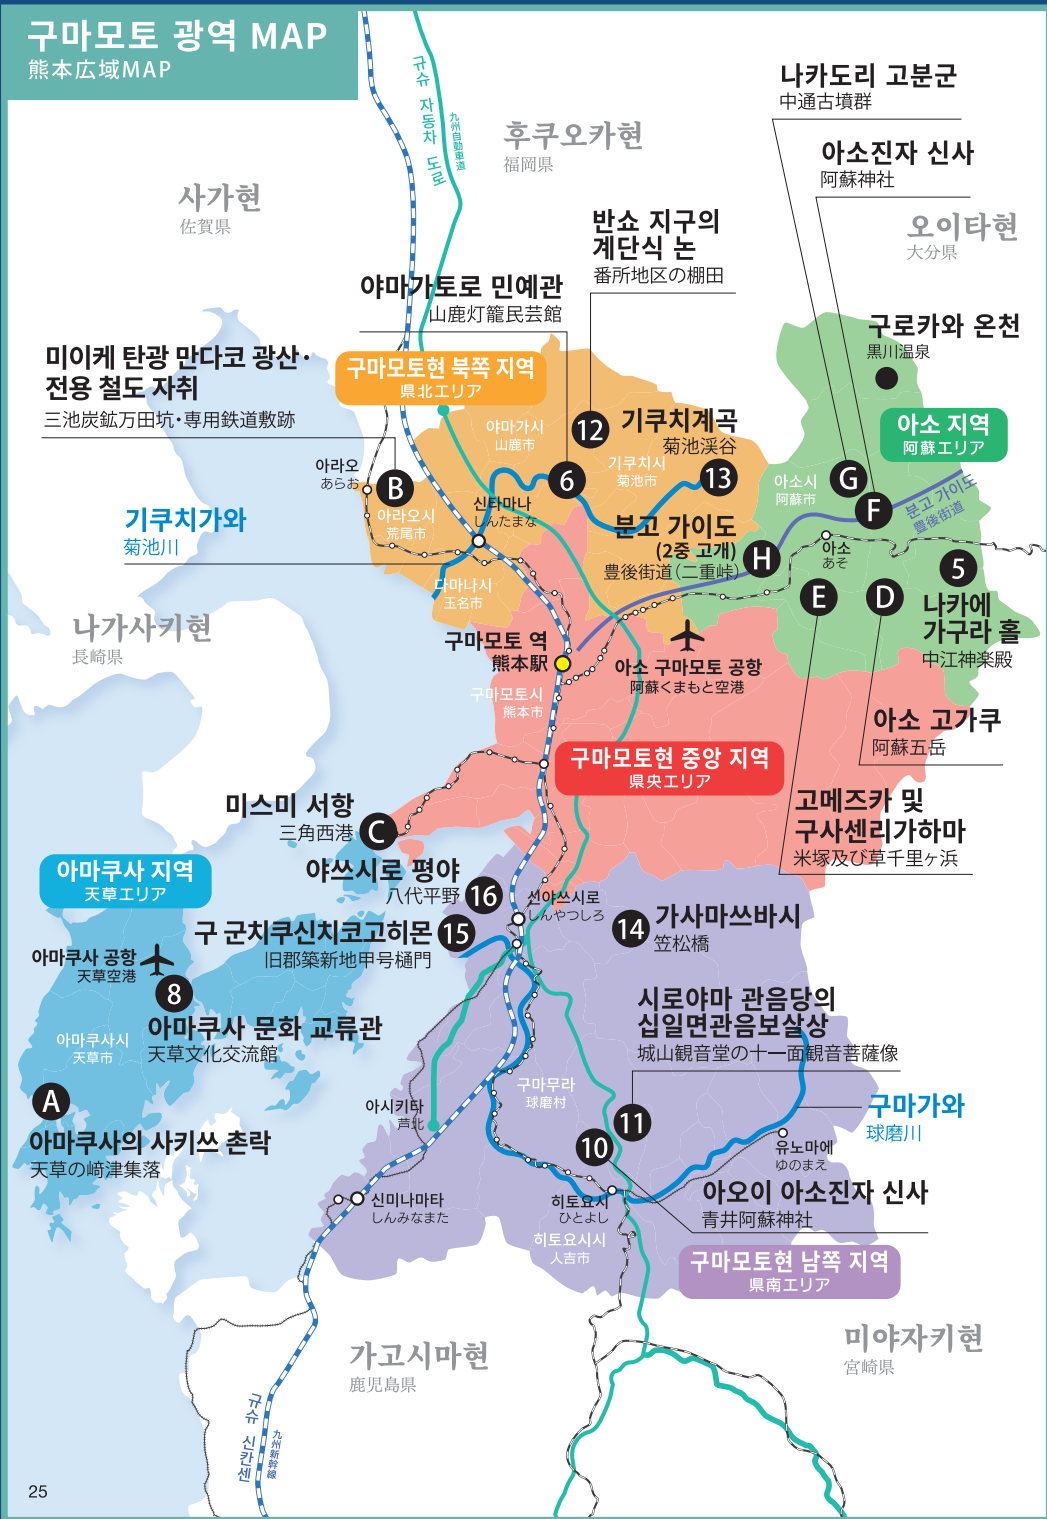 구마모토 광역 MAP
熊本広域MAP
규슈 자동차 도로
九州自動車道
후쿠오카현
福岡県
사가현
佐賀県
나카도리 고분군
中通古墳群
아소진자 신사
阿蘇神社
오이타현
大分県
반쇼 지구의
계단식 논
番所地区の棚田
야마가토로 민예관
山鹿灯籠民芸館
구로카와 온천
黒川温泉
미이케 탄광 만다코 광산·
전용 철도 자취
三池炭鉱万田坑・専用鉄道敷跡
구마모토현 북쪽 지역
県北エリア
야마가시
山鹿市
12
기쿠치계곡
菊池渓谷
아소 지역
阿蘇エリア
기쿠치시
菊池市
13
6
아라오
あらお
B
신타마나
しんたまな
아소시
阿蘇市
G
F
분고 가이도
豊後街道
아라오시
荒尾市
기쿠치가와
菊池川
분고 가이도
(2중 고개)
豊後街道(二重峠)
H
아소
あそ
5
E
D
다마나시
玉名市
나카에
가구라 홀
中江神楽殿
나가사키현
長崎県
구마모토 역
熊本駅
아소 구마모토 공항
阿蘇くまもと空港
구마모토시
熊本市
아소 고가쿠
阿蘇五岳
구마모토현 중앙 지역
県央エリア
고메즈카 및
구사센리가하마
米塚及び草千里ヶ浜
미스미 서항
三角西港
C
아마쿠사 지역
天草エリア
야쓰시로 평야
八代平野
16
신야쓰시로
しんやつしろ
14
가사마쓰바시
笠松橋
구 군치쿠신치코고히몬
旧郡築新地甲号樋門
15
아마쿠사 공항
天草空港
8
아마쿠사 문화 교류관
天草文化交流館
시로야마 관음당의
십일면관음보살상
城山観音堂の十一面観音菩薩像
아마쿠사시
天草市
구마무라
球磨村
A
아마쿠사의 사키쓰 촌락
天草の﨑津集落
아시키타
芦北
11
10
구마가와
球磨川
유노마에
ゆのまえ
신미나마타
しんみなまた
히토요시
ひとよし
아오이 아소진자 신사
青井阿蘇神社
히토요시시
人吉市
구마모토현 남쪽 지역
県南エリア
가고시마현
鹿児島県
미야자키현
宮崎県
규슈 신칸센
九州新幹線
25